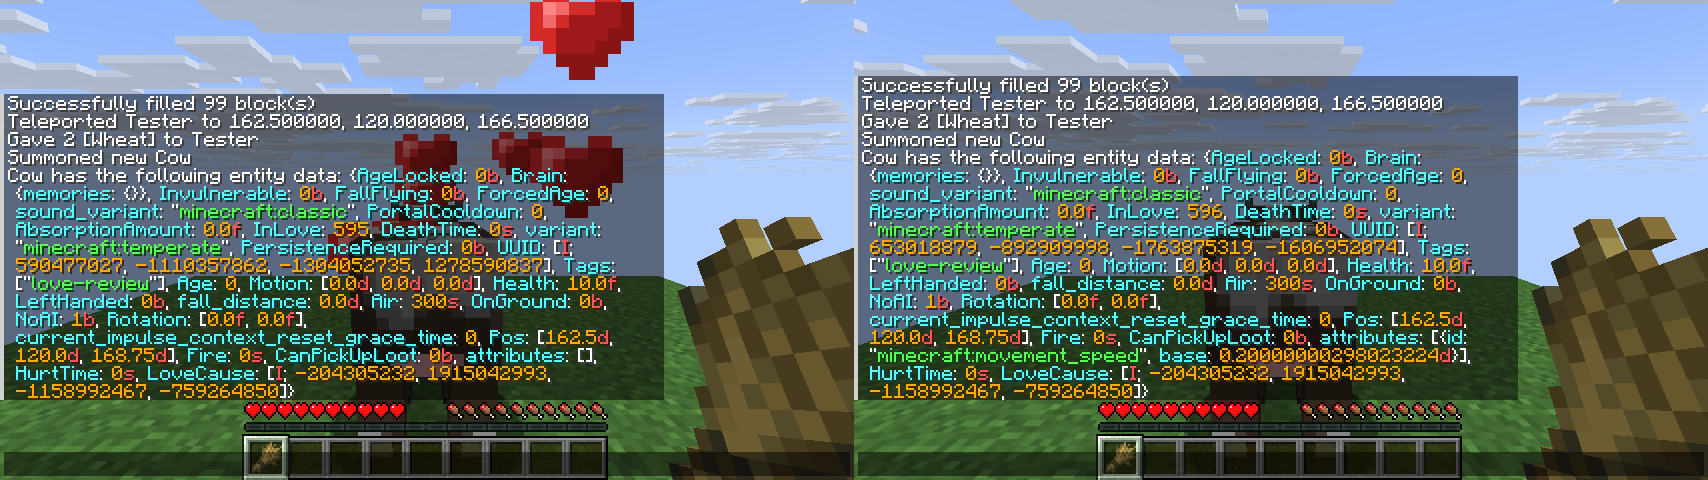 Successfully filled 99 block(s)
Teleported Tester to 162.500000, 120.000000, 166.500000
Gave 2 [Wheat] to Tester
Summoned new Cow
Cow has the following entity data: {AgeLocked: 0b, Brain:
{memories: {}}, Invulnerable: 0b, FallFlying: 0b, ForcedAge: 0,
sound_variant: "minecraft:classic", PortalCooldown: 0,
AbsorptionAmount: 0.0f, InLove: 595, DeathTime: 0s, variant:
"minecraft:temperate", PersistenceRequired: 0b, UUID: [I;
590477027, -1110357862, -1304052735, 1278590837], Tags:
["love-review"], Age: 0, Motion: [0.0d, 0.0d, 0.0d], Health: 10.0f,
LeftHanded: 0b, fall_distance: 0.0d, Air: 300s, OnGround: 0b,
NoAI: 1b, Rotation: [0.0f, 0.0f],
current_impulse_context_reset_grace_time: 0, Pos: [162.5d,
120.0d, 168.75d], Fire: 0s, CanPickUpLoot: 0b, attributes: [],
HurtTime: 0s, LoveCause: [I; -204305232, 1915042993,
-1158992467, -759264850]}
Successfully filled 99 block(s)
Teleported Tester to 162.500000, 120.000000, 166.500000
Gave 2 [Wheat] to Tester
Summoned new Cow
Cow has the following entity data: {AgeLocked: 0b, Brain:
{memories: {}}, Invulnerable: 0b, FallFlying: 0b, ForcedAge: 0,
sound_variant: "minecraft:classic", PortalCooldown: 0,
AbsorptionAmount: 0.0f, InLove: 596, DeathTime: 0s, variant:
"minecraft:temperate", PersistenceRequired: 0b, UUID: [I;
653018879, -892909998, -1763875319, -1606952074], Tags:
["love-review"], Age: 0, Motion: [0.0d, 0.0d, 0.0d], Health: 10.0f,
LeftHanded: 0b, fall_distance: 0.0d, Air: 300s, OnGround: 0b,
NoAI: 1b, Rotation: [0.0f, 0.0f],
current_impulse_context_reset_grace_time: 0, Pos: [162.5d,
120.0d, 168.75d], Fire: 0s, CanPickUpLoot: 0b, attributes: [{id:
"minecraft:movement_speed", base: 0.20000000298023224d}],
HurtTime: 0s, LoveCause: [I; -204305232, 1915042993,
-1158992467, -759264850]}